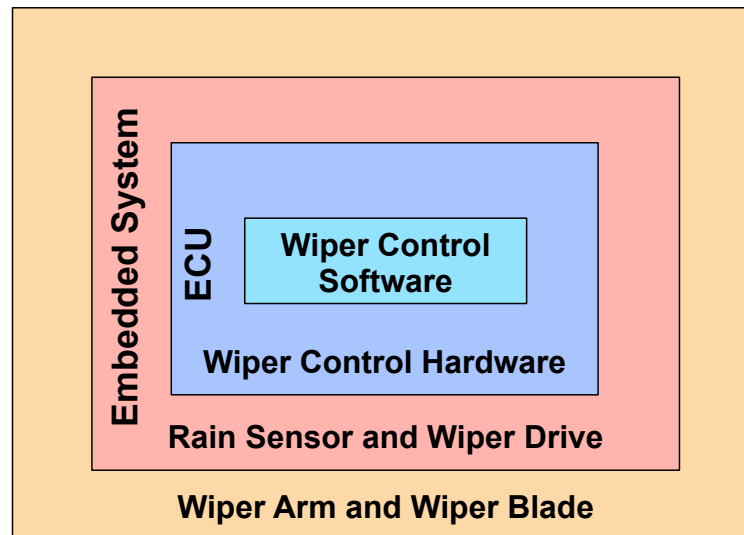 Embedded System
ECU
Wiper Control
Software
Wiper Control Hardware
Rain Sensor and Wiper Drive
Wiper Arm and Wiper Blade